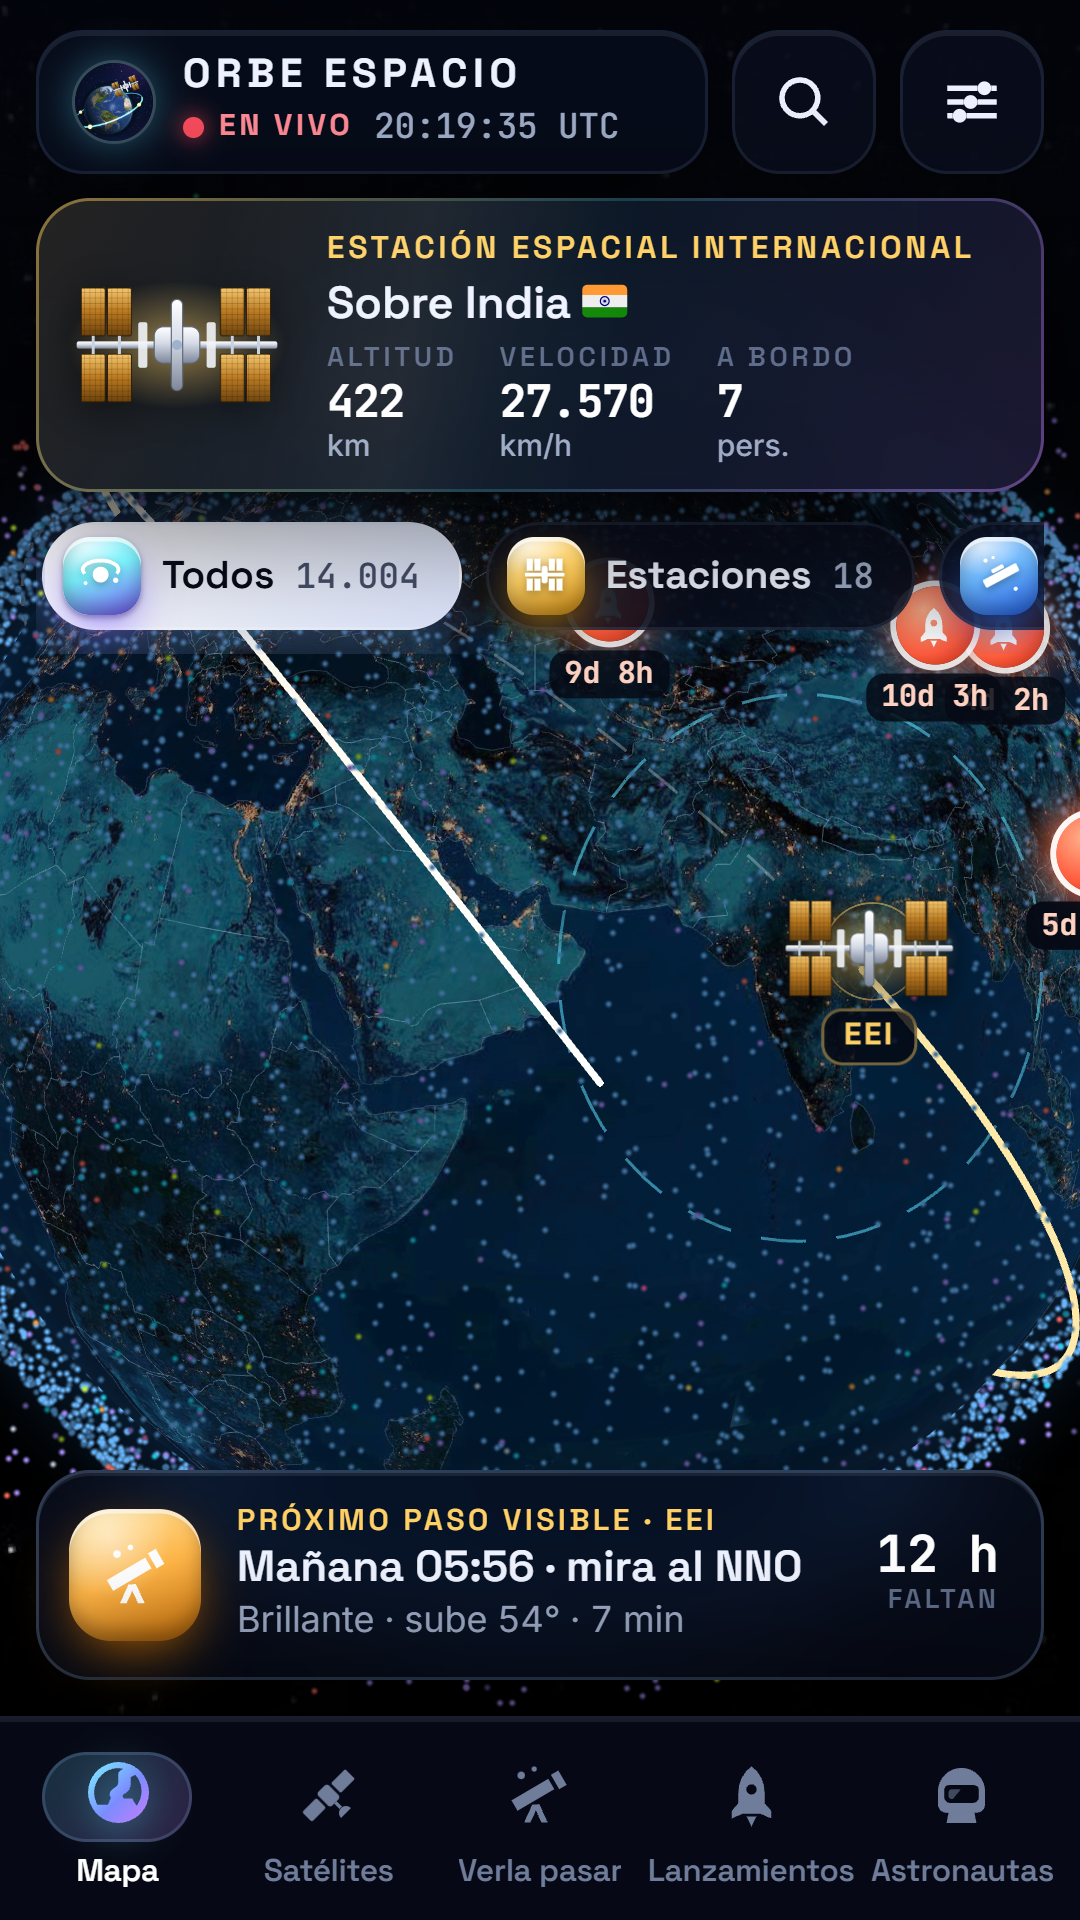 ORBE ESPACIO
EN VIVO 20:19:35 UTC
ESTACIÓN ESPACIAL INTERNACIONAL
Sobre India
ALTITUD VELOCIDAD A BORDO
422 27.570 7
km km/h pers.
Todos 14.004 Estaciones 18
9d 8h
10d 3h 2h
5d
EEI
PRÓXIMO PASO VISIBLE · EEI
Mañana 05:56 · mira al NNO
Brillante · sube 54° · 7 min
12 h
FALTAN
Mapa Satélites Verla pasar Lanzamientos Astronautas